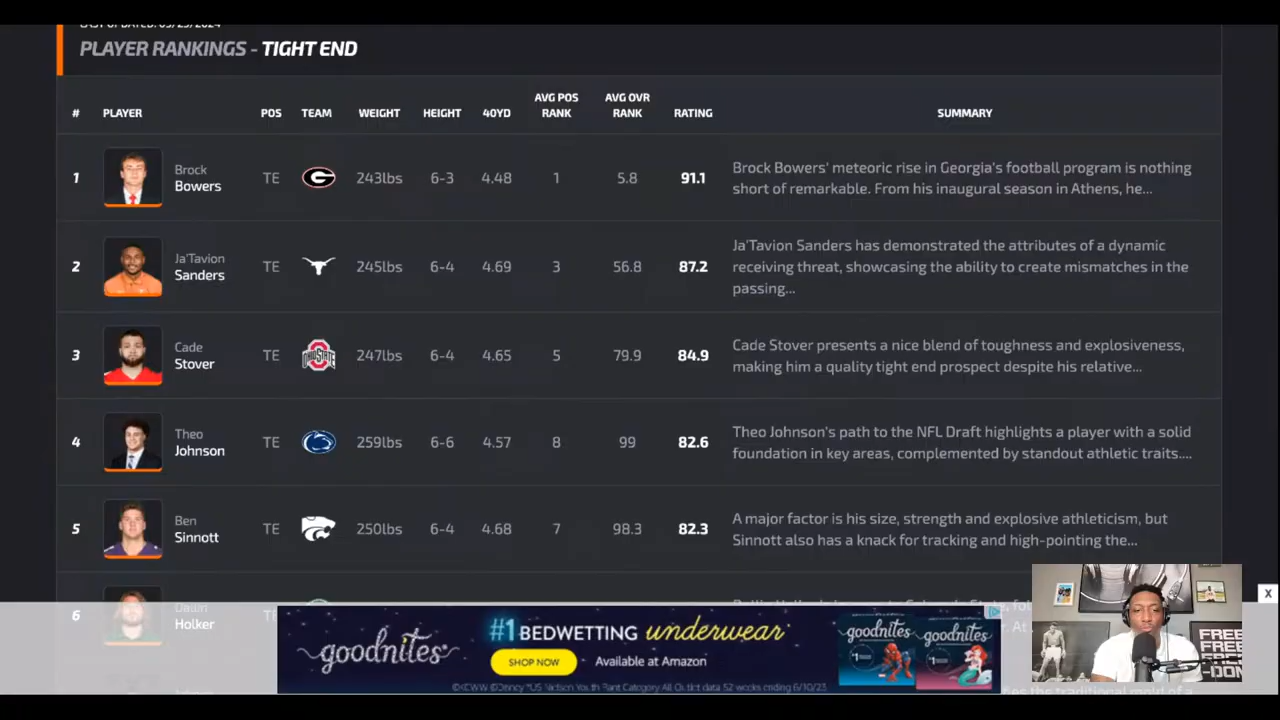 LAST UPDATED: 03/25/2024
PLAYER RANKINGS - TIGHT END
# PLAYER POS TEAM WEIGHT HEIGHT 40YD AVG POS RANK AVG OVR RANK RATING SUMMARY
1 Brock Bowers TE G 243lbs 6-3 4.48 1 5.8 91.1
Brock Bowers' meteoric rise in Georgia's football program is nothing
short of remarkable. From his inaugural season in Athens, he...
2 Ja'Tavion Sanders TE 245lbs 6-4 4.69 3 56.8 87.2
Ja'Tavion Sanders has demonstrated the attributes of a dynamic
receiving threat, showcasing the ability to create mismatches in the
passing...
3 Cade Stover TE OHIO STATE 247lbs 6-4 4.65 5 79.9 84.9
Cade Stover presents a nice blend of toughness and explosiveness,
making him a quality tight end prospect despite his relative...
4 Theo Johnson TE 259lbs 6-6 4.57 8 99 82.6
Theo Johnson's path to the NFL Draft highlights a player with a solid
foundation in key areas, complemented by standout athletic traits....
5 Ben Sinnott TE 250lbs 6-4 4.68 7 98.3 82.3
A major factor is his size, strength and explosive athleticism, but
Sinnott also has a knack for tracking and high-pointing the...
6 Dallin Holker
goodnites
#1 BEDWETTING underwear
SHOP NOW Available at Amazon
goodnites goodnites
X
FREE